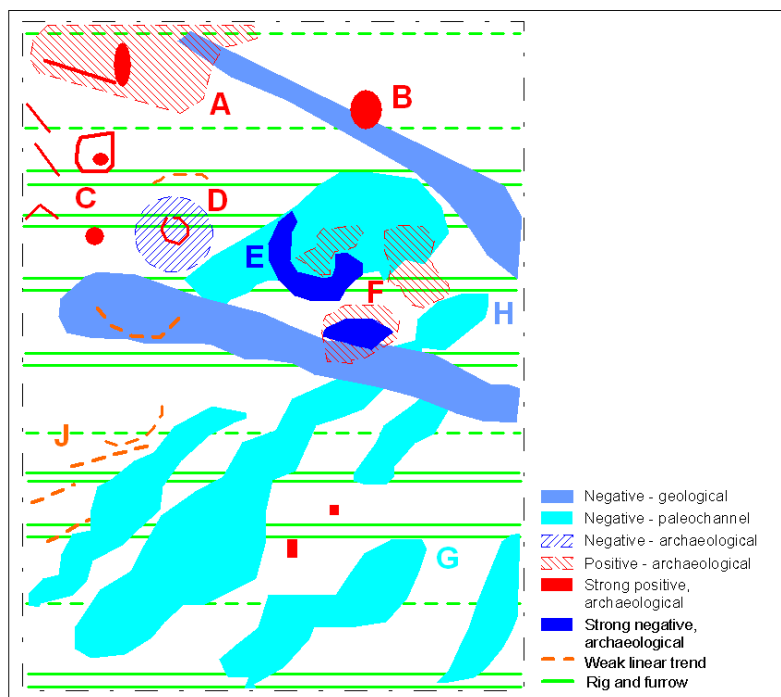 A
B
C
D
E
F
H
J
G
Negative - geological
Negative - paleochannel
Negative - archaeological
Positive - archaeological
Strong positive,
archaeological
Strong negative,
archaeological
Weak linear trend
Rig and furrow